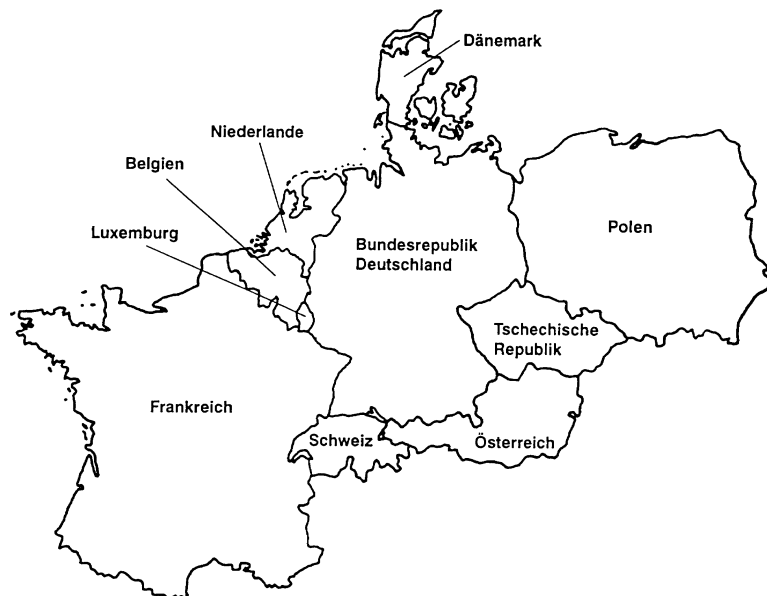 Dänemark
Niederlande
Belgien
Luxemburg
Bundesrepublik
Deutschland
Polen
Tschechische
Republik
Frankreich
Schweiz
Österreich